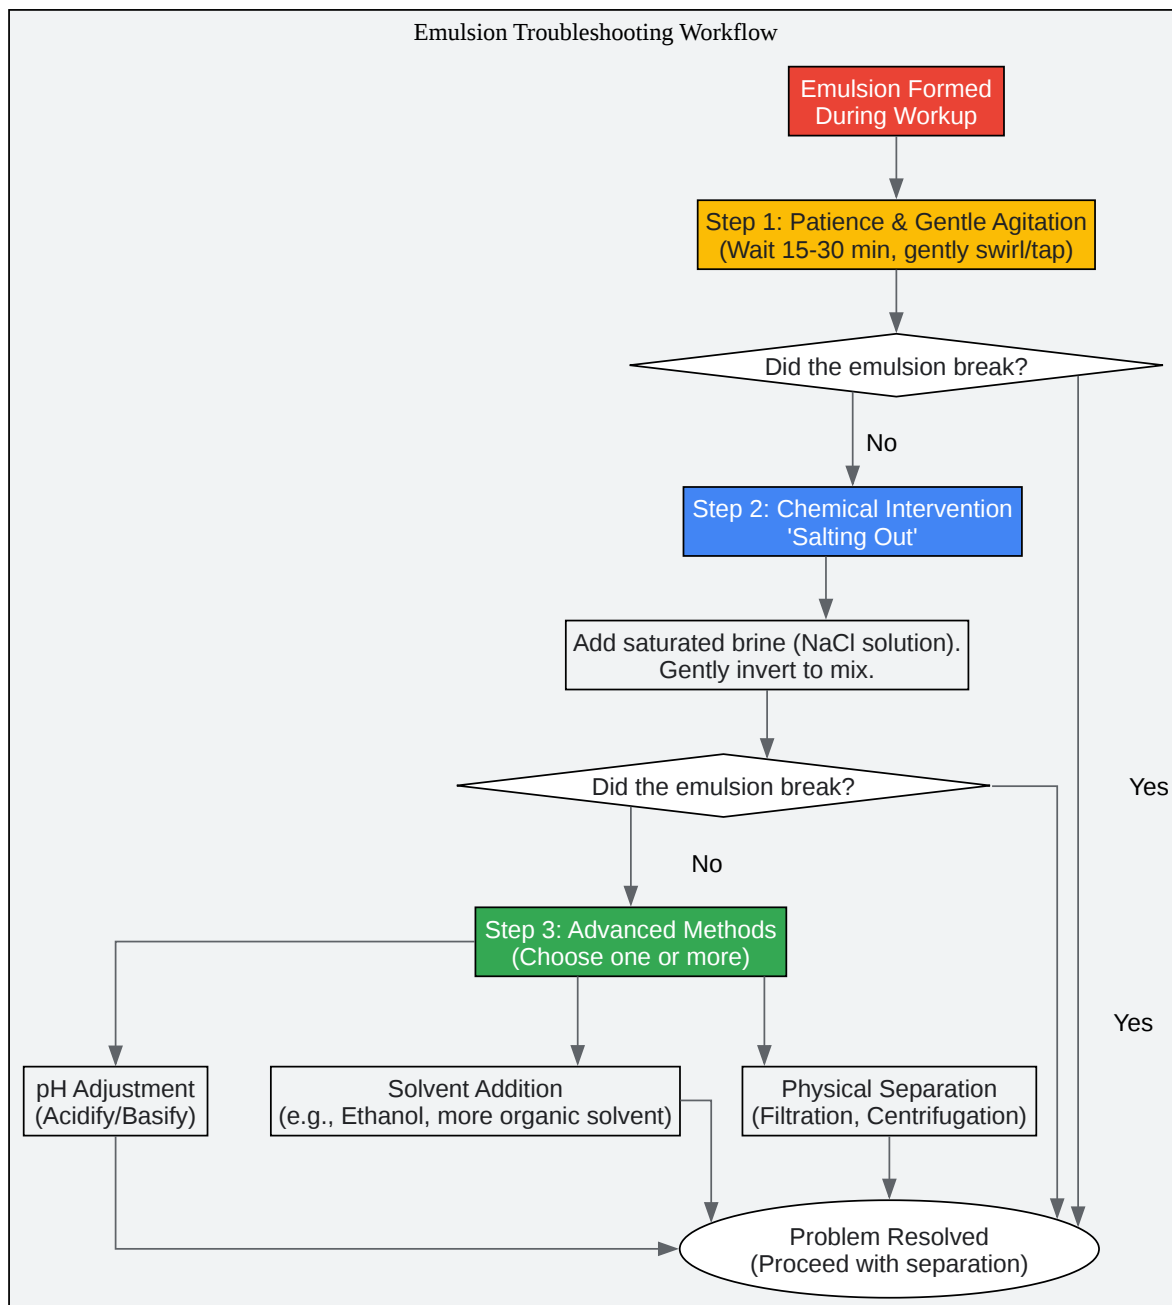 Emulsion Troubleshooting Workflow
Emulsion Formed
During Workup
Step 1: Patience & Gentle Agitation
(Wait 15-30 min, gently swirl/tap)
Did the emulsion break?
No
Step 2: Chemical Intervention
'Salting Out'
Add saturated brine (NaCl solution).
Gently invert to mix.
Did the emulsion break?
Yes
No
Step 3: Advanced Methods
(Choose one or more)
Yes
pH Adjustment
(Acidify/Basify)
Solvent Addition
(e.g., Ethanol, more organic solvent)
Physical Separation
(Filtration, Centrifugation)
Problem Resolved
(Proceed with separation)